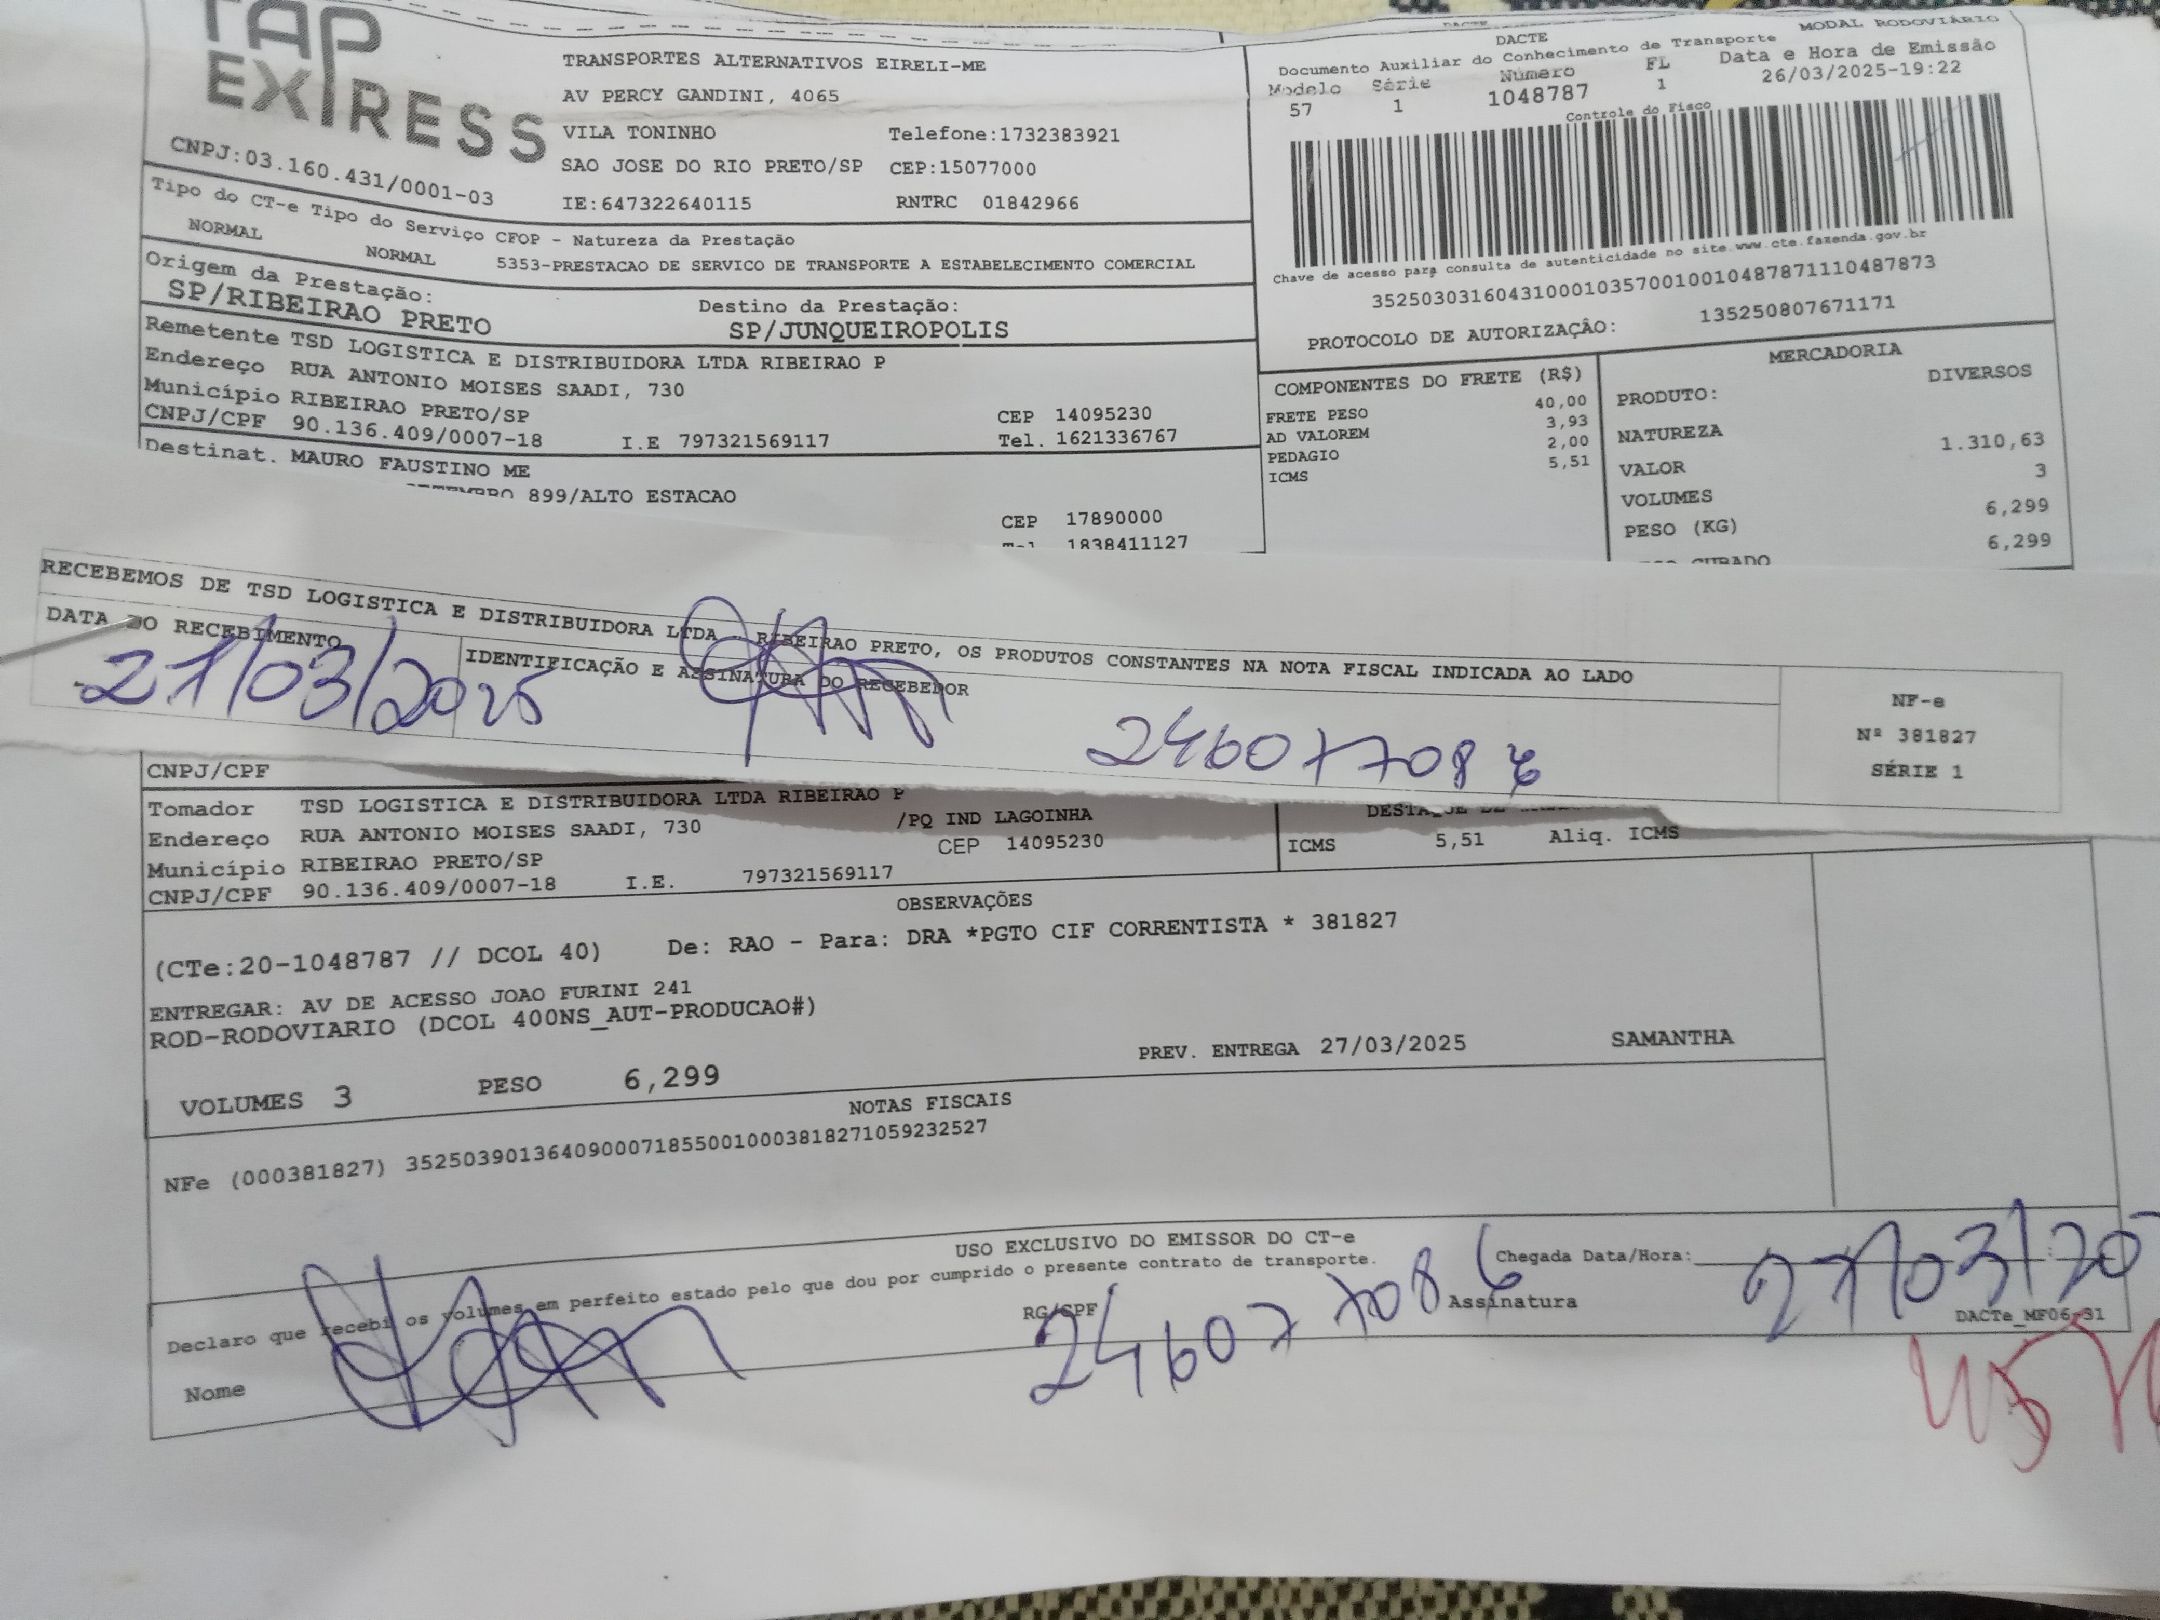 TAP
EXPRESS
CNPJ:03.160.431/0001-03
TRANSPORTES ALTERNATIVOS EIRELI-ME
AV PERCY GANDINI, 4065
VILA TONINHO Telefone:1732383921
SAO JOSE DO RIO PRETO/SP CEP:15077000
IE:647322640115 RNTRC 01842966
DACTE MODAL RODOVIÁRIO
Documento Auxiliar do Conhecimento de Transporte
Modelo Série Número FL Data e Hora de Emissão
57 1 1048787 1 26/03/2025-19:22
Controle do Fisco
Chave de acesso para consulta de autenticidade no site.www.cte.fazenda.gov.br
35250303160431000103570010010487871110487873
PROTOCOLO DE AUTORIZAÇÃO: 135250807671171
Tipo do CT-e Tipo do Serviço CFOP - Natureza da Prestação
NORMAL NORMAL 5353-PRESTACAO DE SERVICO DE TRANSPORTE A ESTABELECIMENTO COMERCIAL
Origem da Prestação: Destino da Prestação:
SP/RIBEIRAO PRETO SP/JUNQUEIROPOLIS
Remetente TSD LOGISTICA E DISTRIBUIDORA LTDA RIBEIRAO P
Endereço RUA ANTONIO MOISES SAADI, 730
Município RIBEIRAO PRETO/SP CEP 14095230
CNPJ/CPF 90.136.409/0007-18 I.E 797321569117 Tel. 1621336767
Destinat. MAURO FAUSTINO ME
899/ALTO ESTACAO
CEP 17890000
1838411127
COMPONENTES DO FRETE (R$)
FRETE PESO 40,00
AD VALOREM 3,93
PEDAGIO 2,00
ICMS 5,51
MERCADORIA
PRODUTO: DIVERSOS
NATUREZA
VALOR 1.310,63
VOLUMES 3
PESO (KG) 6,299
CUBADO 6,299
RECEBEMOS DE TSD LOGISTICA E DISTRIBUIDORA LTDA - RIBEIRAO PRETO, OS PRODUTOS CONSTANTES NA NOTA FISCAL INDICADA AO LADO
DATA DO RECEBIMENTO IDENTIFICAÇÃO E ASSINATURA DO RECEBEDOR
27/03/2025 246077086
NF-e
Nº 381827
SÉRIE 1
CNPJ/CPF
Tomador TSD LOGISTICA E DISTRIBUIDORA LTDA RIBEIRAO P
Endereço RUA ANTONIO MOISES SAADI, 730 /PQ IND LAGOINHA
Município RIBEIRAO PRETO/SP CEP 14095230
CNPJ/CPF 90.136.409/0007-18 I.E. 797321569117
ICMS 5,51 Aliq. ICMS
OBSERVAÇÕES
(CTe:20-1048787 // DCOL 40) De: RAO - Para: DRA *PGTO CIF CORRENTISTA * 381827
ENTREGAR: AV DE ACESSO JOAO FURINI 241
ROD-RODOVIARIO (DCOL 400NS_AUT-PRODUCAO#)
PREV. ENTREGA 27/03/2025 SAMANTHA
VOLUMES 3 PESO 6,299
NOTAS FISCAIS
NFe (000381827) 35250390136409000718550010003818271059232527
USO EXCLUSIVO DO EMISSOR DO CT-e
Declaro que recebi os volumes em perfeito estado pelo que dou por cumprido o presente contrato de transporte.
Chegada Data/Hora: 27/03/20
Nome RG/CPF 246077086 Assinatura
DACTe_MF06_31